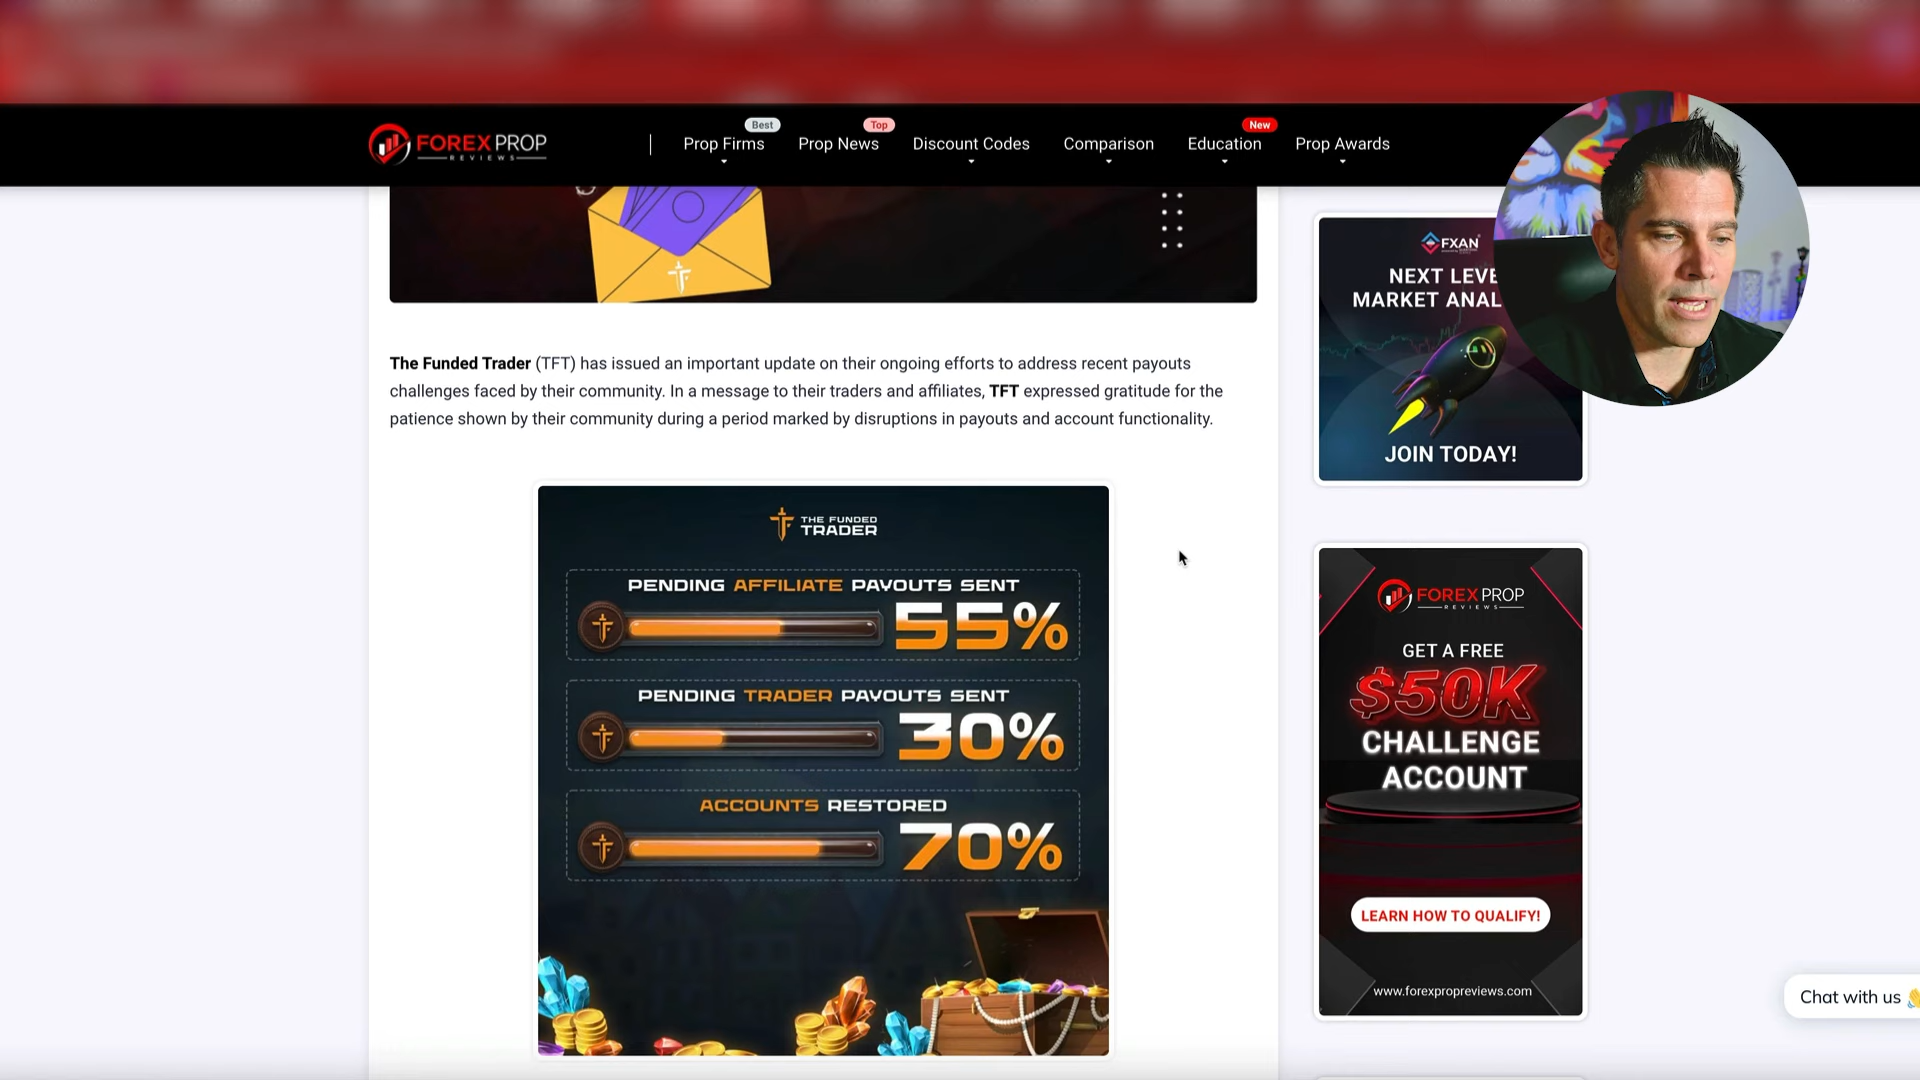 Best
Top
New
FOREX PROP
REVIEWS
Prop Firms
Prop News
Discount Codes
Comparison
Education
Prop Awards
The Funded Trader (TFT) has issued an important update on their ongoing efforts to address recent payouts
challenges faced by their community. In a message to their traders and affiliates, TFT expressed gratitude for the
patience shown by their community during a period marked by disruptions in payouts and account functionality.
THE FUNDED
TRADER
PENDING AFFILIATE PAYOUTS SENT
55%
PENDING TRADER PAYOUTS SENT
30%
ACCOUNTS RESTORED
70%
FXAN
NEXT LEVE
MARKET ANAL
JOIN TODAY!
FOREX PROP
REVIEWS
GET A FREE
$50K
CHALLENGE
ACCOUNT
LEARN HOW TO QUALIFY!
www.forexpropreviews.com
Chat with us 👋